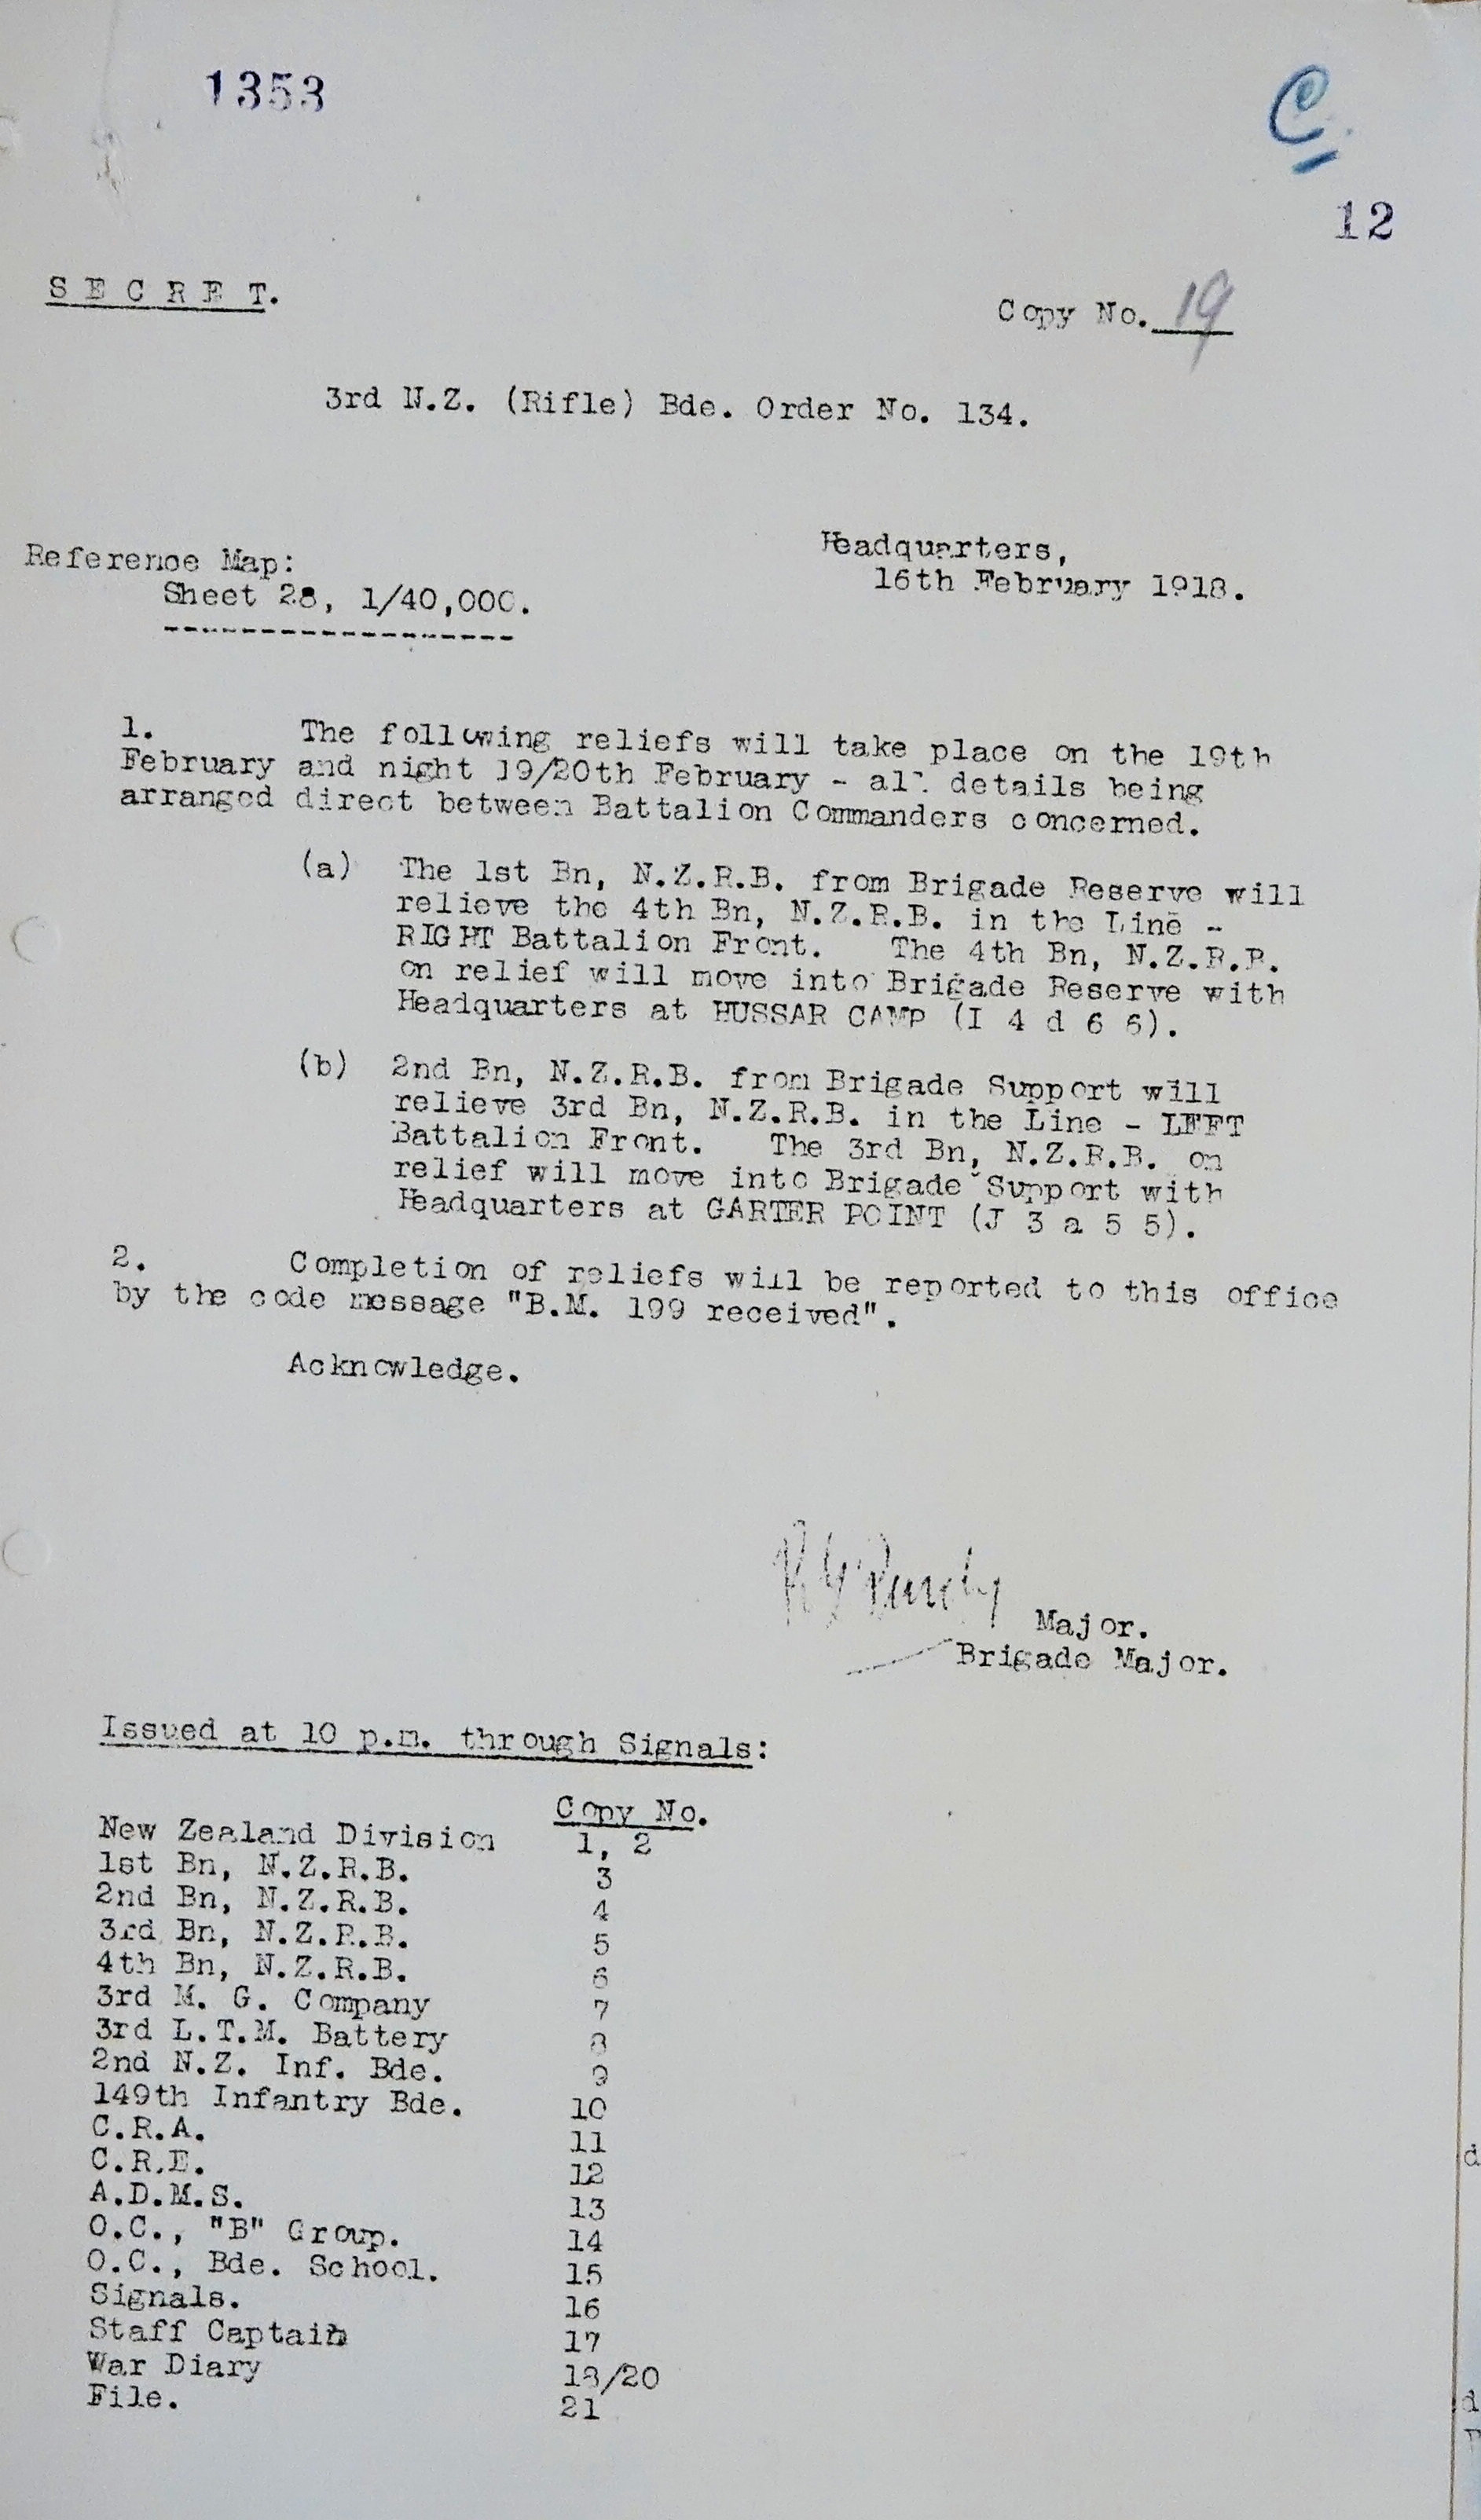 1353
C
12
S E C R E T.
Copy No. 19
3rd N.Z. (Rifle) Bde. Order No. 134.
Headquarters,
16th February 1918.
Reference Map:
Sheet 28, 1/40,000.
-------------------
1. The following reliefs will take place on the 19th
February and night 19/20th February - all details being
arranged direct between Battalion Commanders concerned.
(a) The 1st Bn, N.Z.R.B. from Brigade Reserve will
relieve the 4th Bn, N.Z.R.B. in the Line -
RIGHT Battalion Front. The 4th Bn, N.Z.R.B.
on relief will move into Brigade Reserve with
Headquarters at HUSSAR CAMP (I 4 d 6 6).
(b) 2nd Bn, N.Z.R.B. from Brigade Support will
relieve 3rd Bn, N.Z.R.B. in the Line - LEFT
Battalion Front. The 3rd Bn, N.Z.R.B. on
relief will move into Brigade Support with
Headquarters at GARTER POINT (J 3 a 5 5).
2. Completion of reliefs will be reported to this office
by the code message "B.M. 199 received".
Acknowledge.
R G Purdy
Major.
Brigade Major.
Issued at 10 p.m. through Signals:
Copy No.
New Zealand Division 1, 2
1st Bn, N.Z.R.B. 3
2nd Bn, N.Z.R.B. 4
3rd Bn, N.Z.R.B. 5
4th Bn, N.Z.R.B. 6
3rd M. G. Company 7
3rd L.T.M. Battery 8
2nd N.Z. Inf. Bde. 9
149th Infantry Bde. 10
C.R.A. 11
C.R.E. 12
A.D.M.S. 13
O.C., "B" Group. 14
O.C., Bde. School. 15
Signals. 16
Staff Captain 17
War Diary 18/20
File. 21